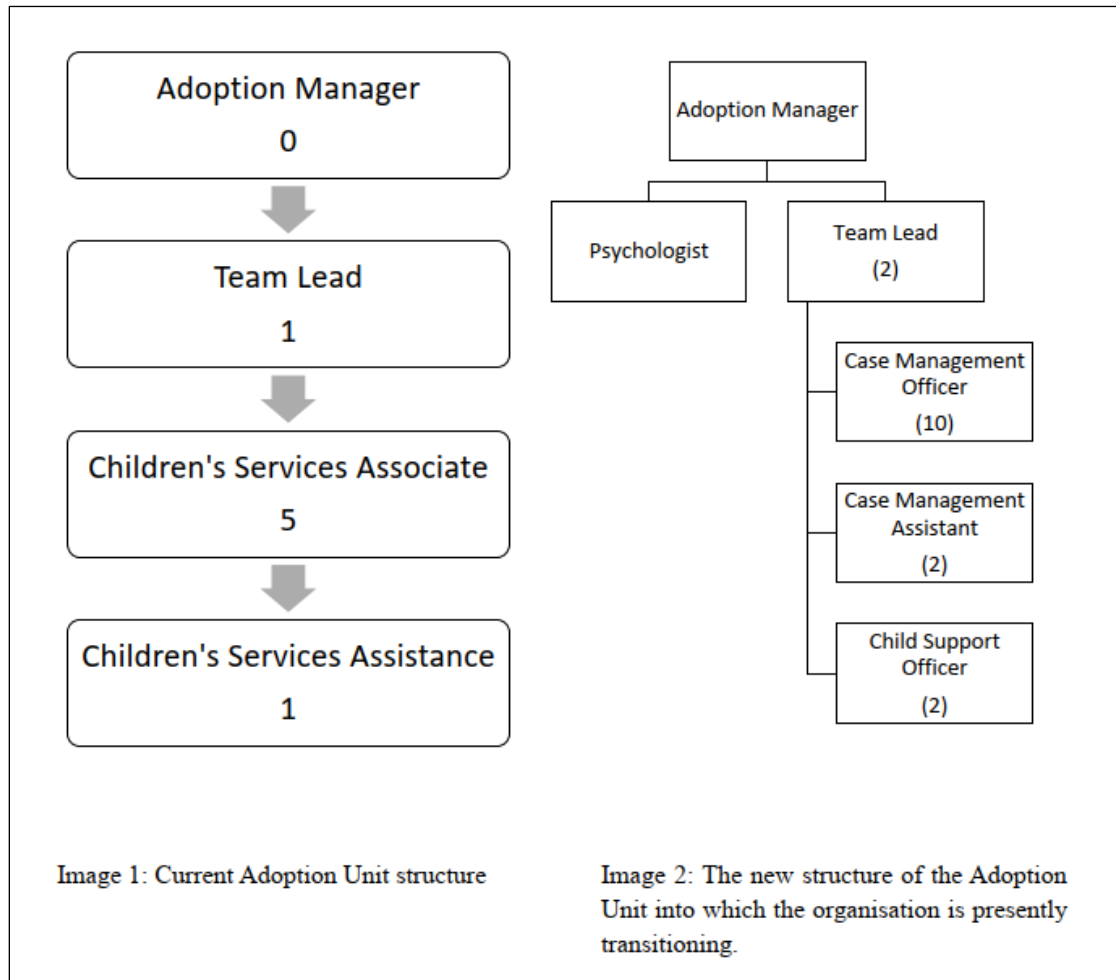 Adoption Manager
0
Team Lead
1
Children's Services Associate
5
Children's Services Assistance
1
Image 1: Current Adoption Unit structure
Adoption Manager
Psychologist
Team Lead
(2)
Case Management
Officer
(10)
Case Management
Assistant
(2)
Child Support
Officer
(2)
Image 2: The new structure of the Adoption
Unit into which the organisation is presently
transitioning.